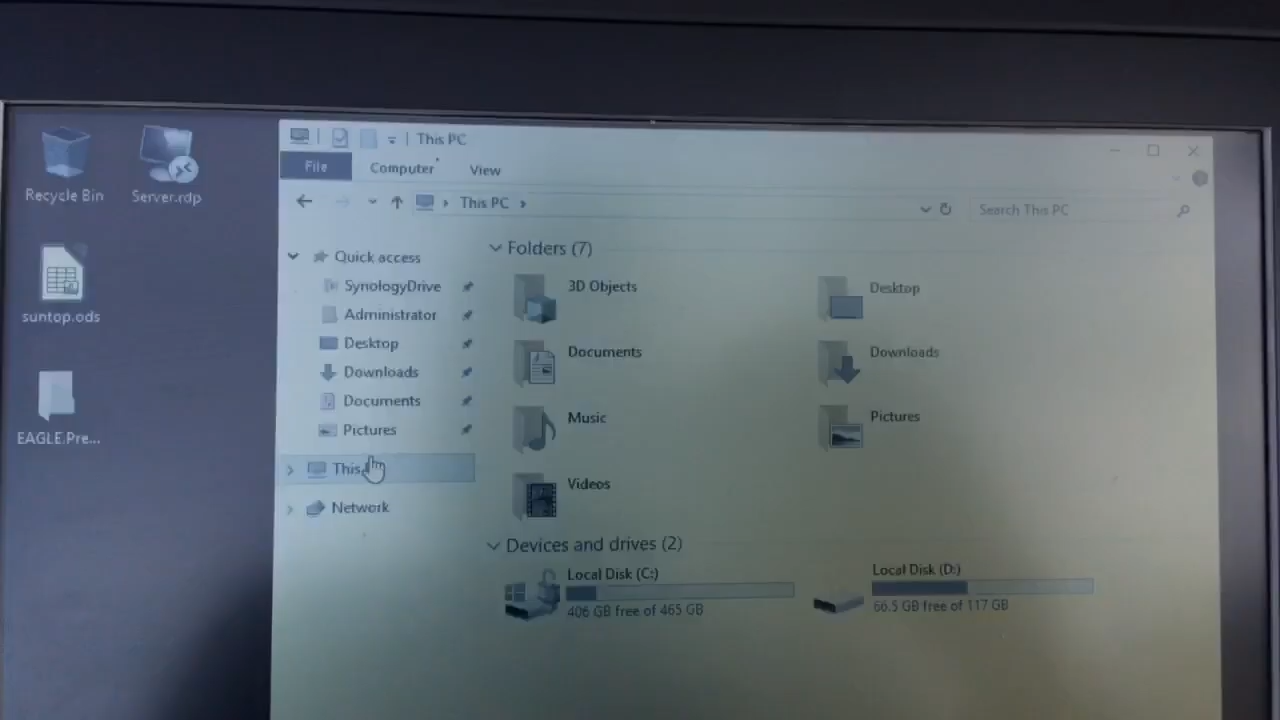 Recycle Bin
Server.rdp
suntop.ods
EAGLE.Pre...
This PC
File
Computer
View
This PC
Search This PC
Quick access
SynologyDrive
Administrator
Desktop
Downloads
Documents
Pictures
This
Network
Folders (7)
3D Objects
Desktop
Documents
Downloads
Music
Pictures
Videos
Devices and drives (2)
Local Disk (C:)
406 GB free of 465 GB
Local Disk (D:)
66.5 GB free of 117 GB